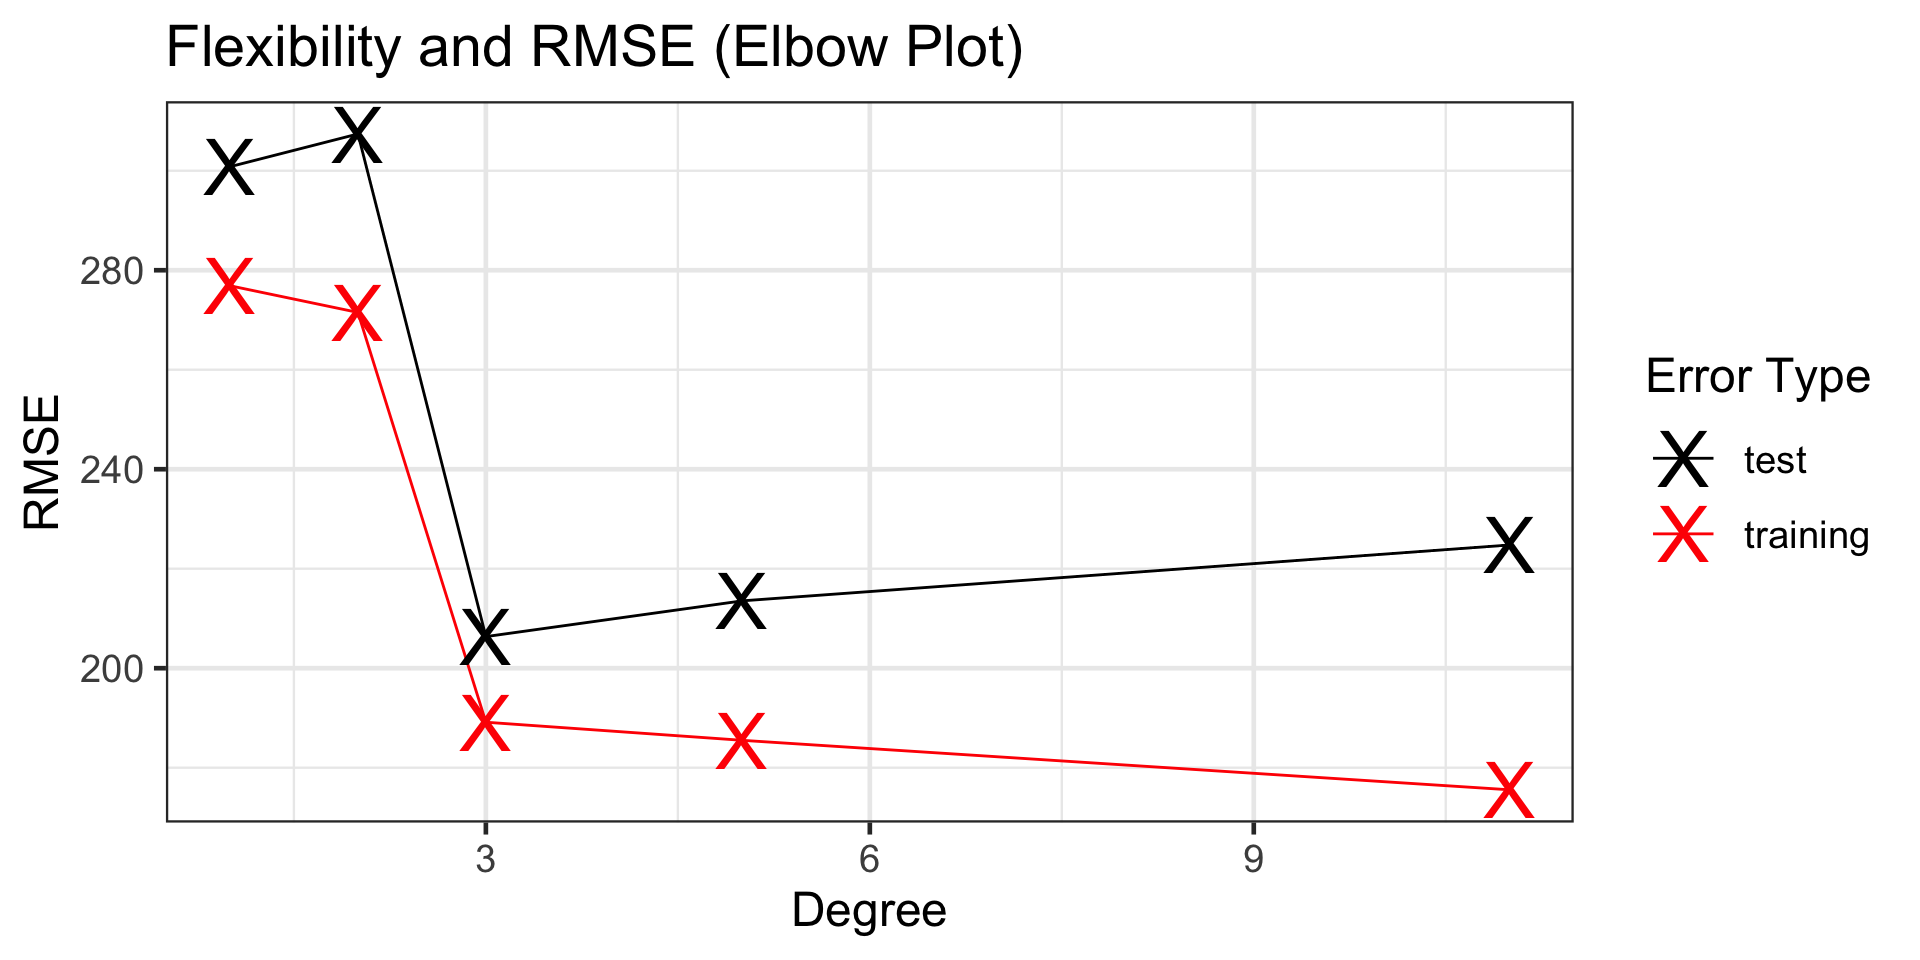 Flexibility and RMSE (Elbow Plot)
280
240
200
RMSE
3 6 9
Degree
Error Type
test
training